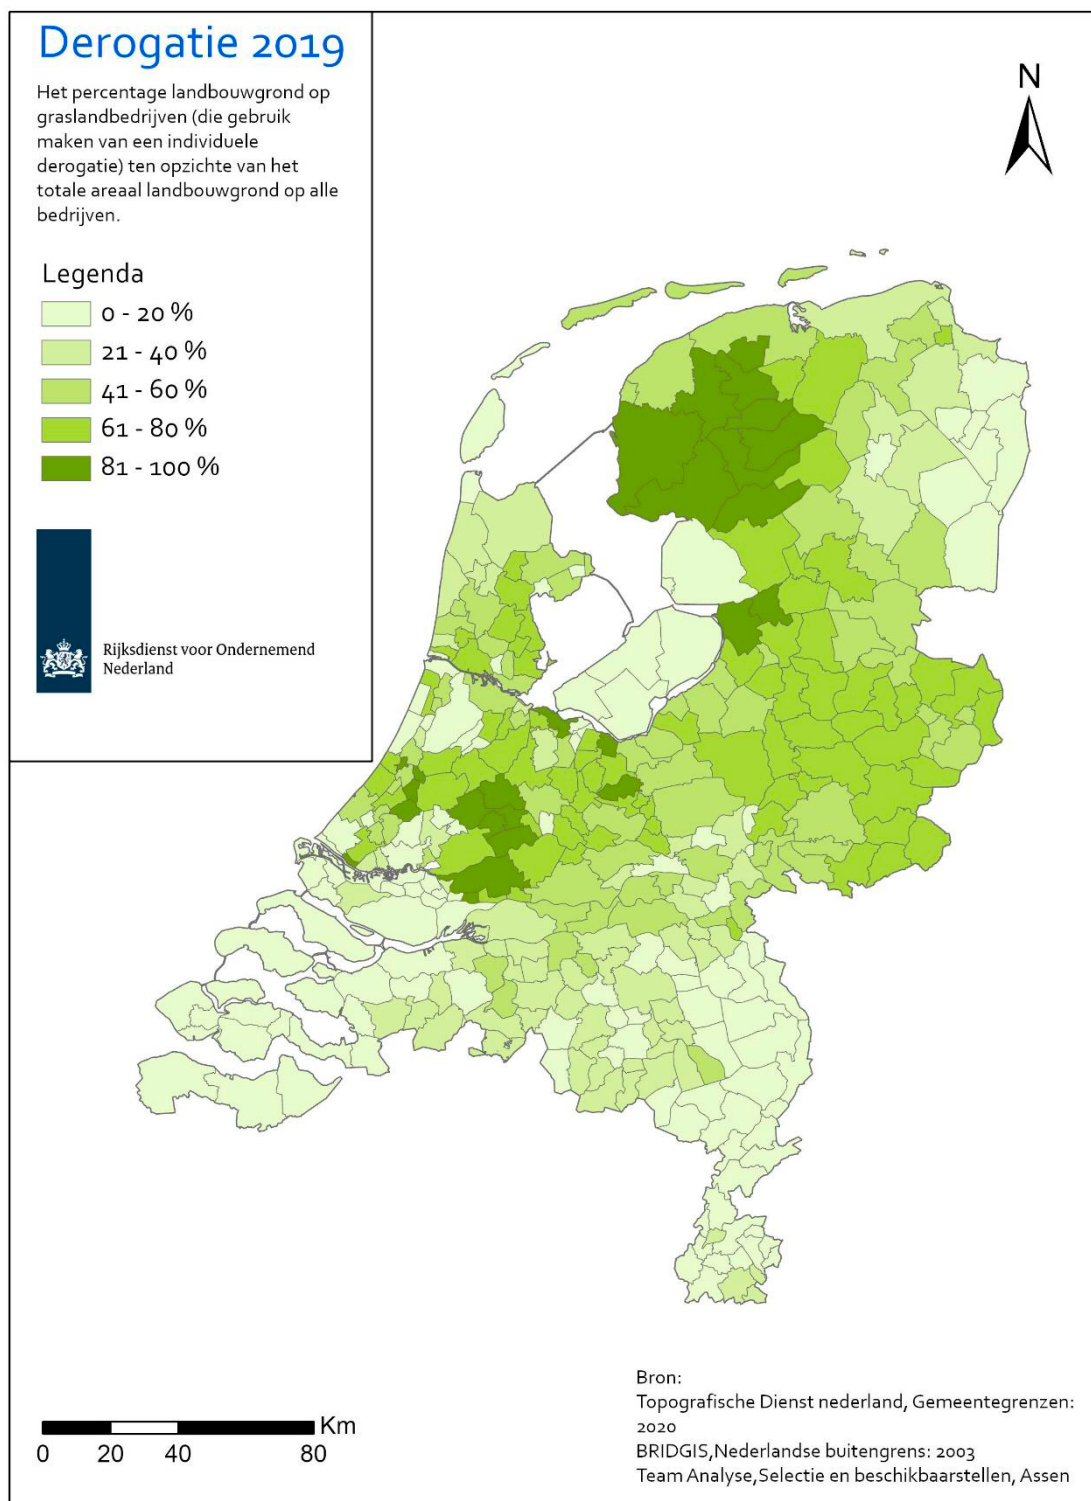 Derogatie 2019
Het percentage landbouwgrond op
graslandbedrijven (die gebruik
maken van een individuele
derogatie) ten opzichte van het
totale areaal landbouwgrond op alle
bedrijven.
Legenda
0 - 20 %
21 - 40 %
41 - 60 %
61 - 80 %
81 - 100 %
Rijksdienst voor Ondernemend
Nederland
N
Km
0 20 40 80
Bron:
Topografische Dienst nederland, Gemeentegrenzen:
2020
BRIDGIS,Nederlandse buitengrens: 2003
Team Analyse,Selectie en beschikbaarstellen, Assen